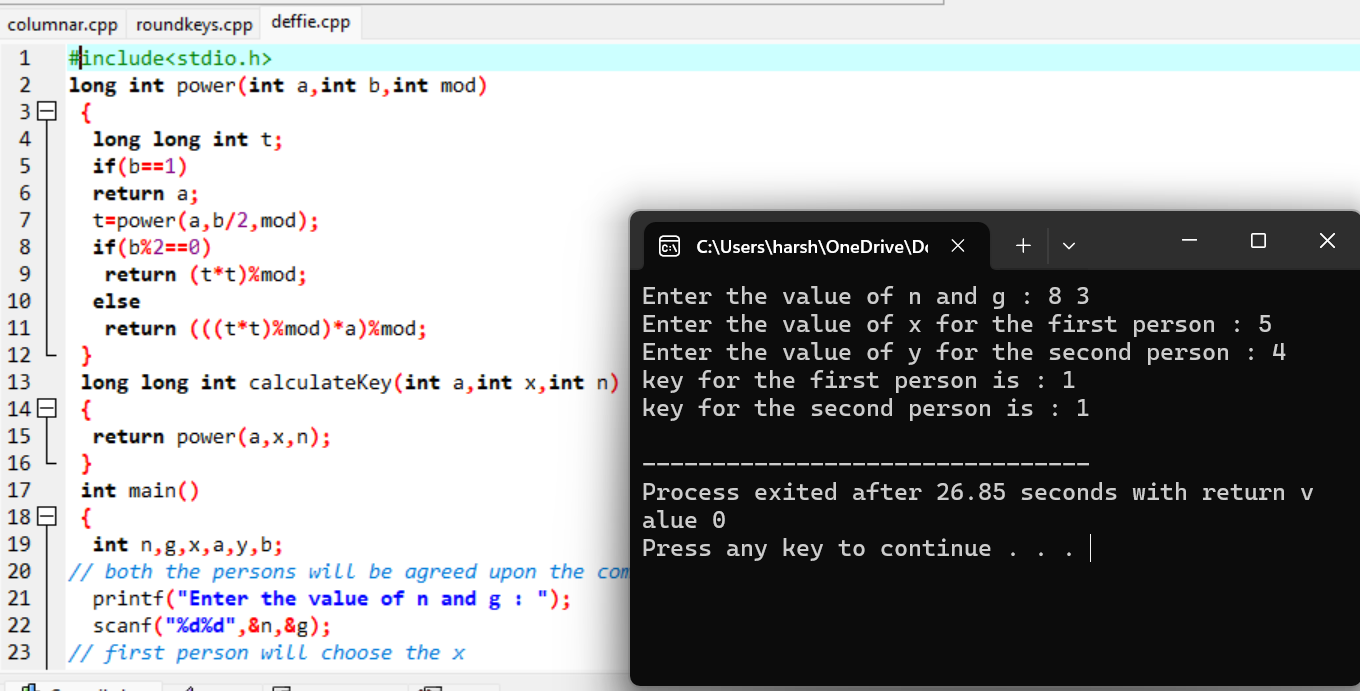 columnar.cpp roundkeys.cpp deffie.cpp
1 #include<stdio.h>
2 long int power(int a,int b,int mod)
3 {
4 long long int t;
5 if(b==1)
6 return a;
7 t=power(a,b/2,mod);
8 if(b%2==0)
9 return (t*t)%mod;
10 else
11 return (((t*t)%mod)*a)%mod;
12 }
13 long long int calculateKey(int a,int x,int n)
14 {
15 return power(a,x,n);
16 }
17 int main()
18 {
19 int n,g,x,a,y,b;
20 // both the persons will be agreed upon the
21 printf("Enter the value of n and g : ");
22 scanf("%d%d",&n,&g);
23 // first person will choose the x
C:\Users\harsh\OneDrive\D
Enter the value of n and g : 8 3
Enter the value of x for the first person : 5
Enter the value of y for the second person : 4
key for the first person is : 1
key for the second person is : 1
--------------------------------
Process exited after 26.85 seconds with return v
alue 0
Press any key to continue . . .